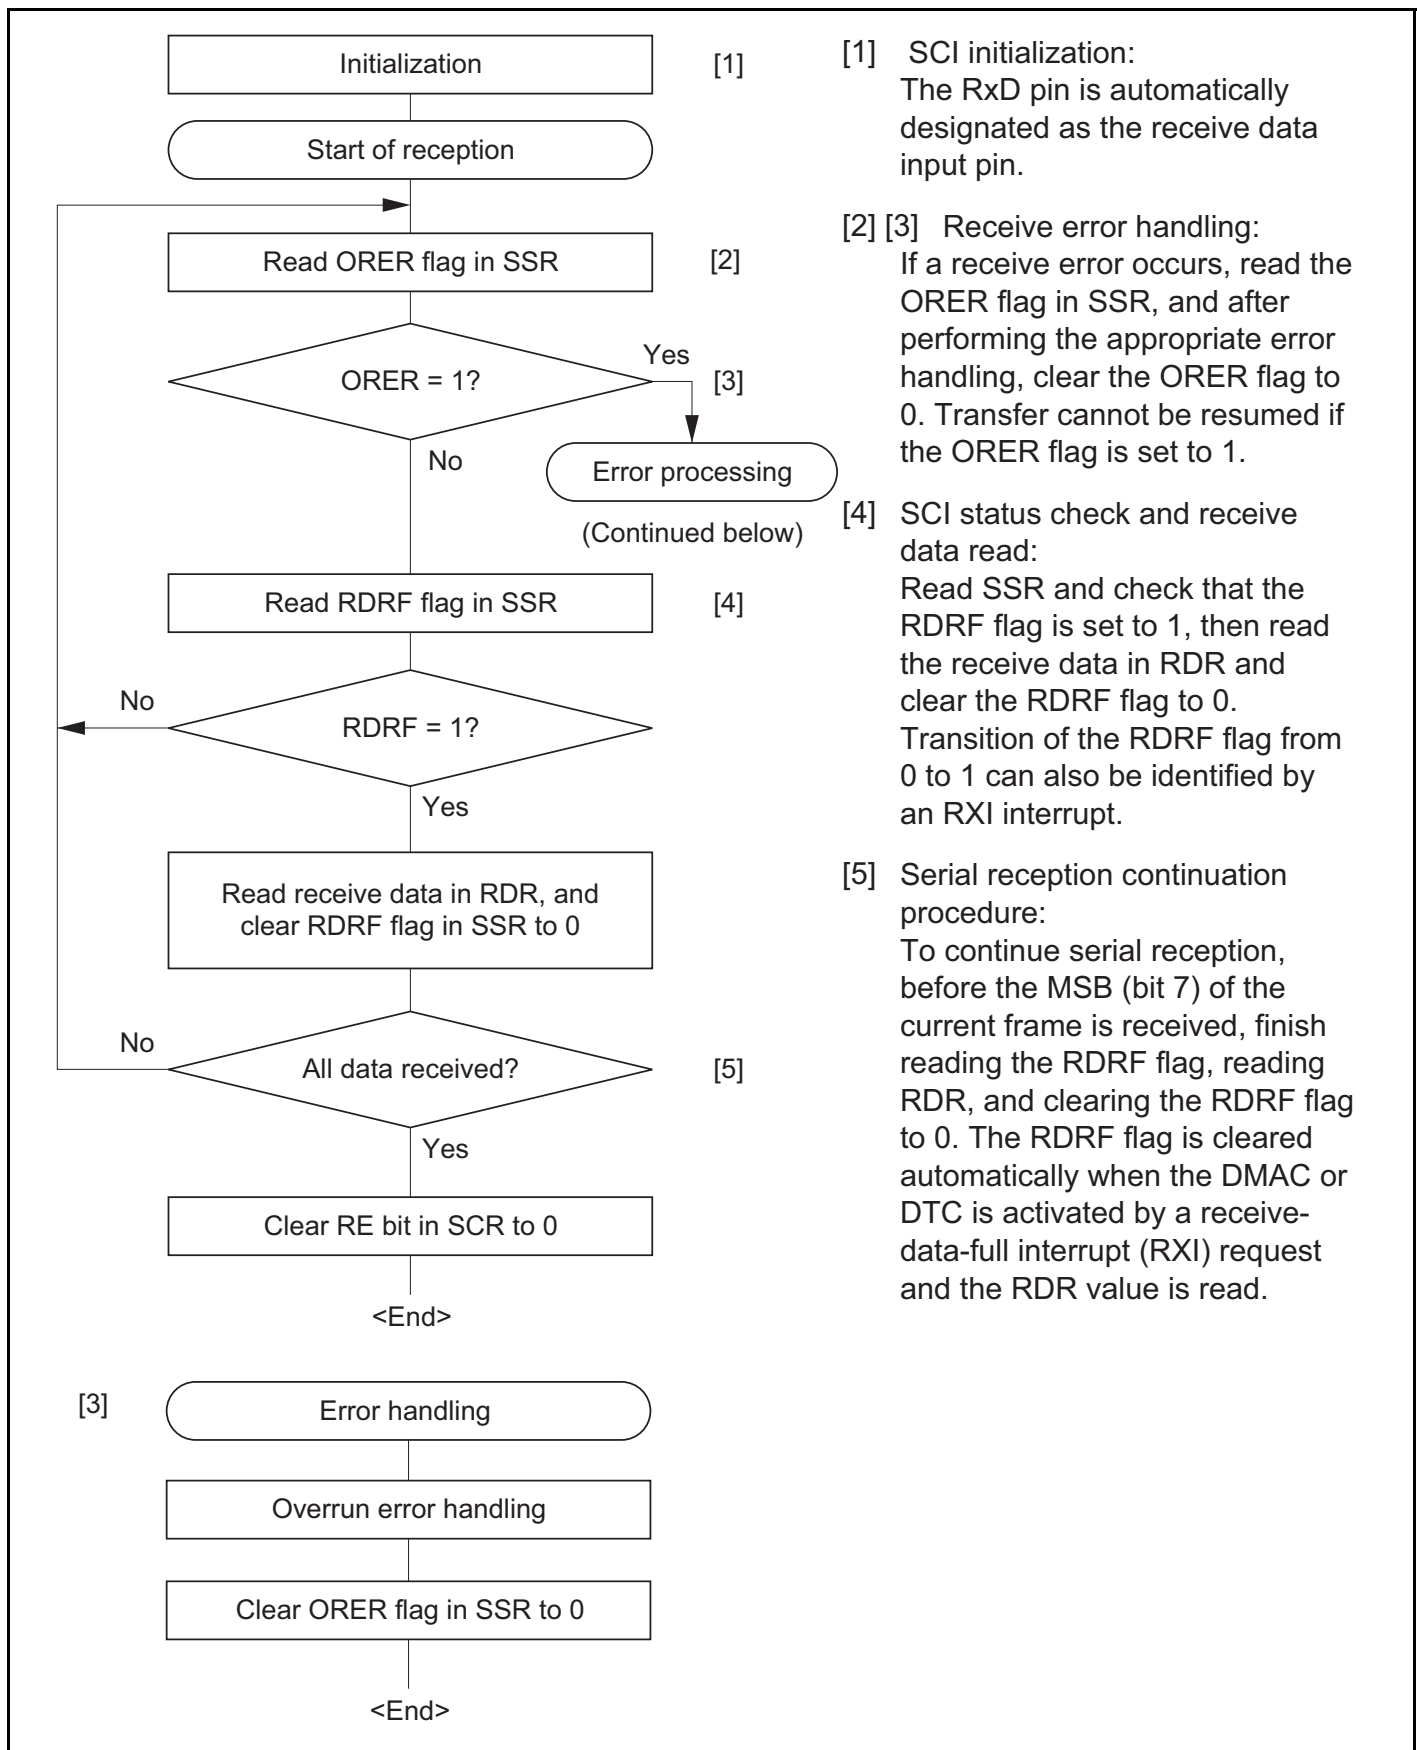 Initialization
[1]
Start of reception
Read ORER flag in SSR
[2]
ORER = 1?
Yes
[3]
No
Error processing
(Continued below)
Read RDRF flag in SSR
[4]
No
RDRF = 1?
Yes
Read receive data in RDR, and
clear RDRF flag in SSR to 0
No
All data received?
[5]
Yes
Clear RE bit in SCR to 0
<End>
[3]
Error handling
Overrun error handling
Clear ORER flag in SSR to 0
<End>
[1] SCI initialization:
The RxD pin is automatically
designated as the receive data
input pin.
[2] [3] Receive error handling:
If a receive error occurs, read the
ORER flag in SSR, and after
performing the appropriate error
handling, clear the ORER flag to
0. Transfer cannot be resumed if
the ORER flag is set to 1.
[4] SCI status check and receive
data read:
Read SSR and check that the
RDRF flag is set to 1, then read
the receive data in RDR and
clear the RDRF flag to 0.
Transition of the RDRF flag from
0 to 1 can also be identified by
an RXI interrupt.
[5] Serial reception continuation
procedure:
To continue serial reception,
before the MSB (bit 7) of the
current frame is received, finish
reading the RDRF flag, reading
RDR, and clearing the RDRF flag
to 0. The RDRF flag is cleared
automatically when the DMAC or
DTC is activated by a receive-
data-full interrupt (RXI) request
and the RDR value is read.